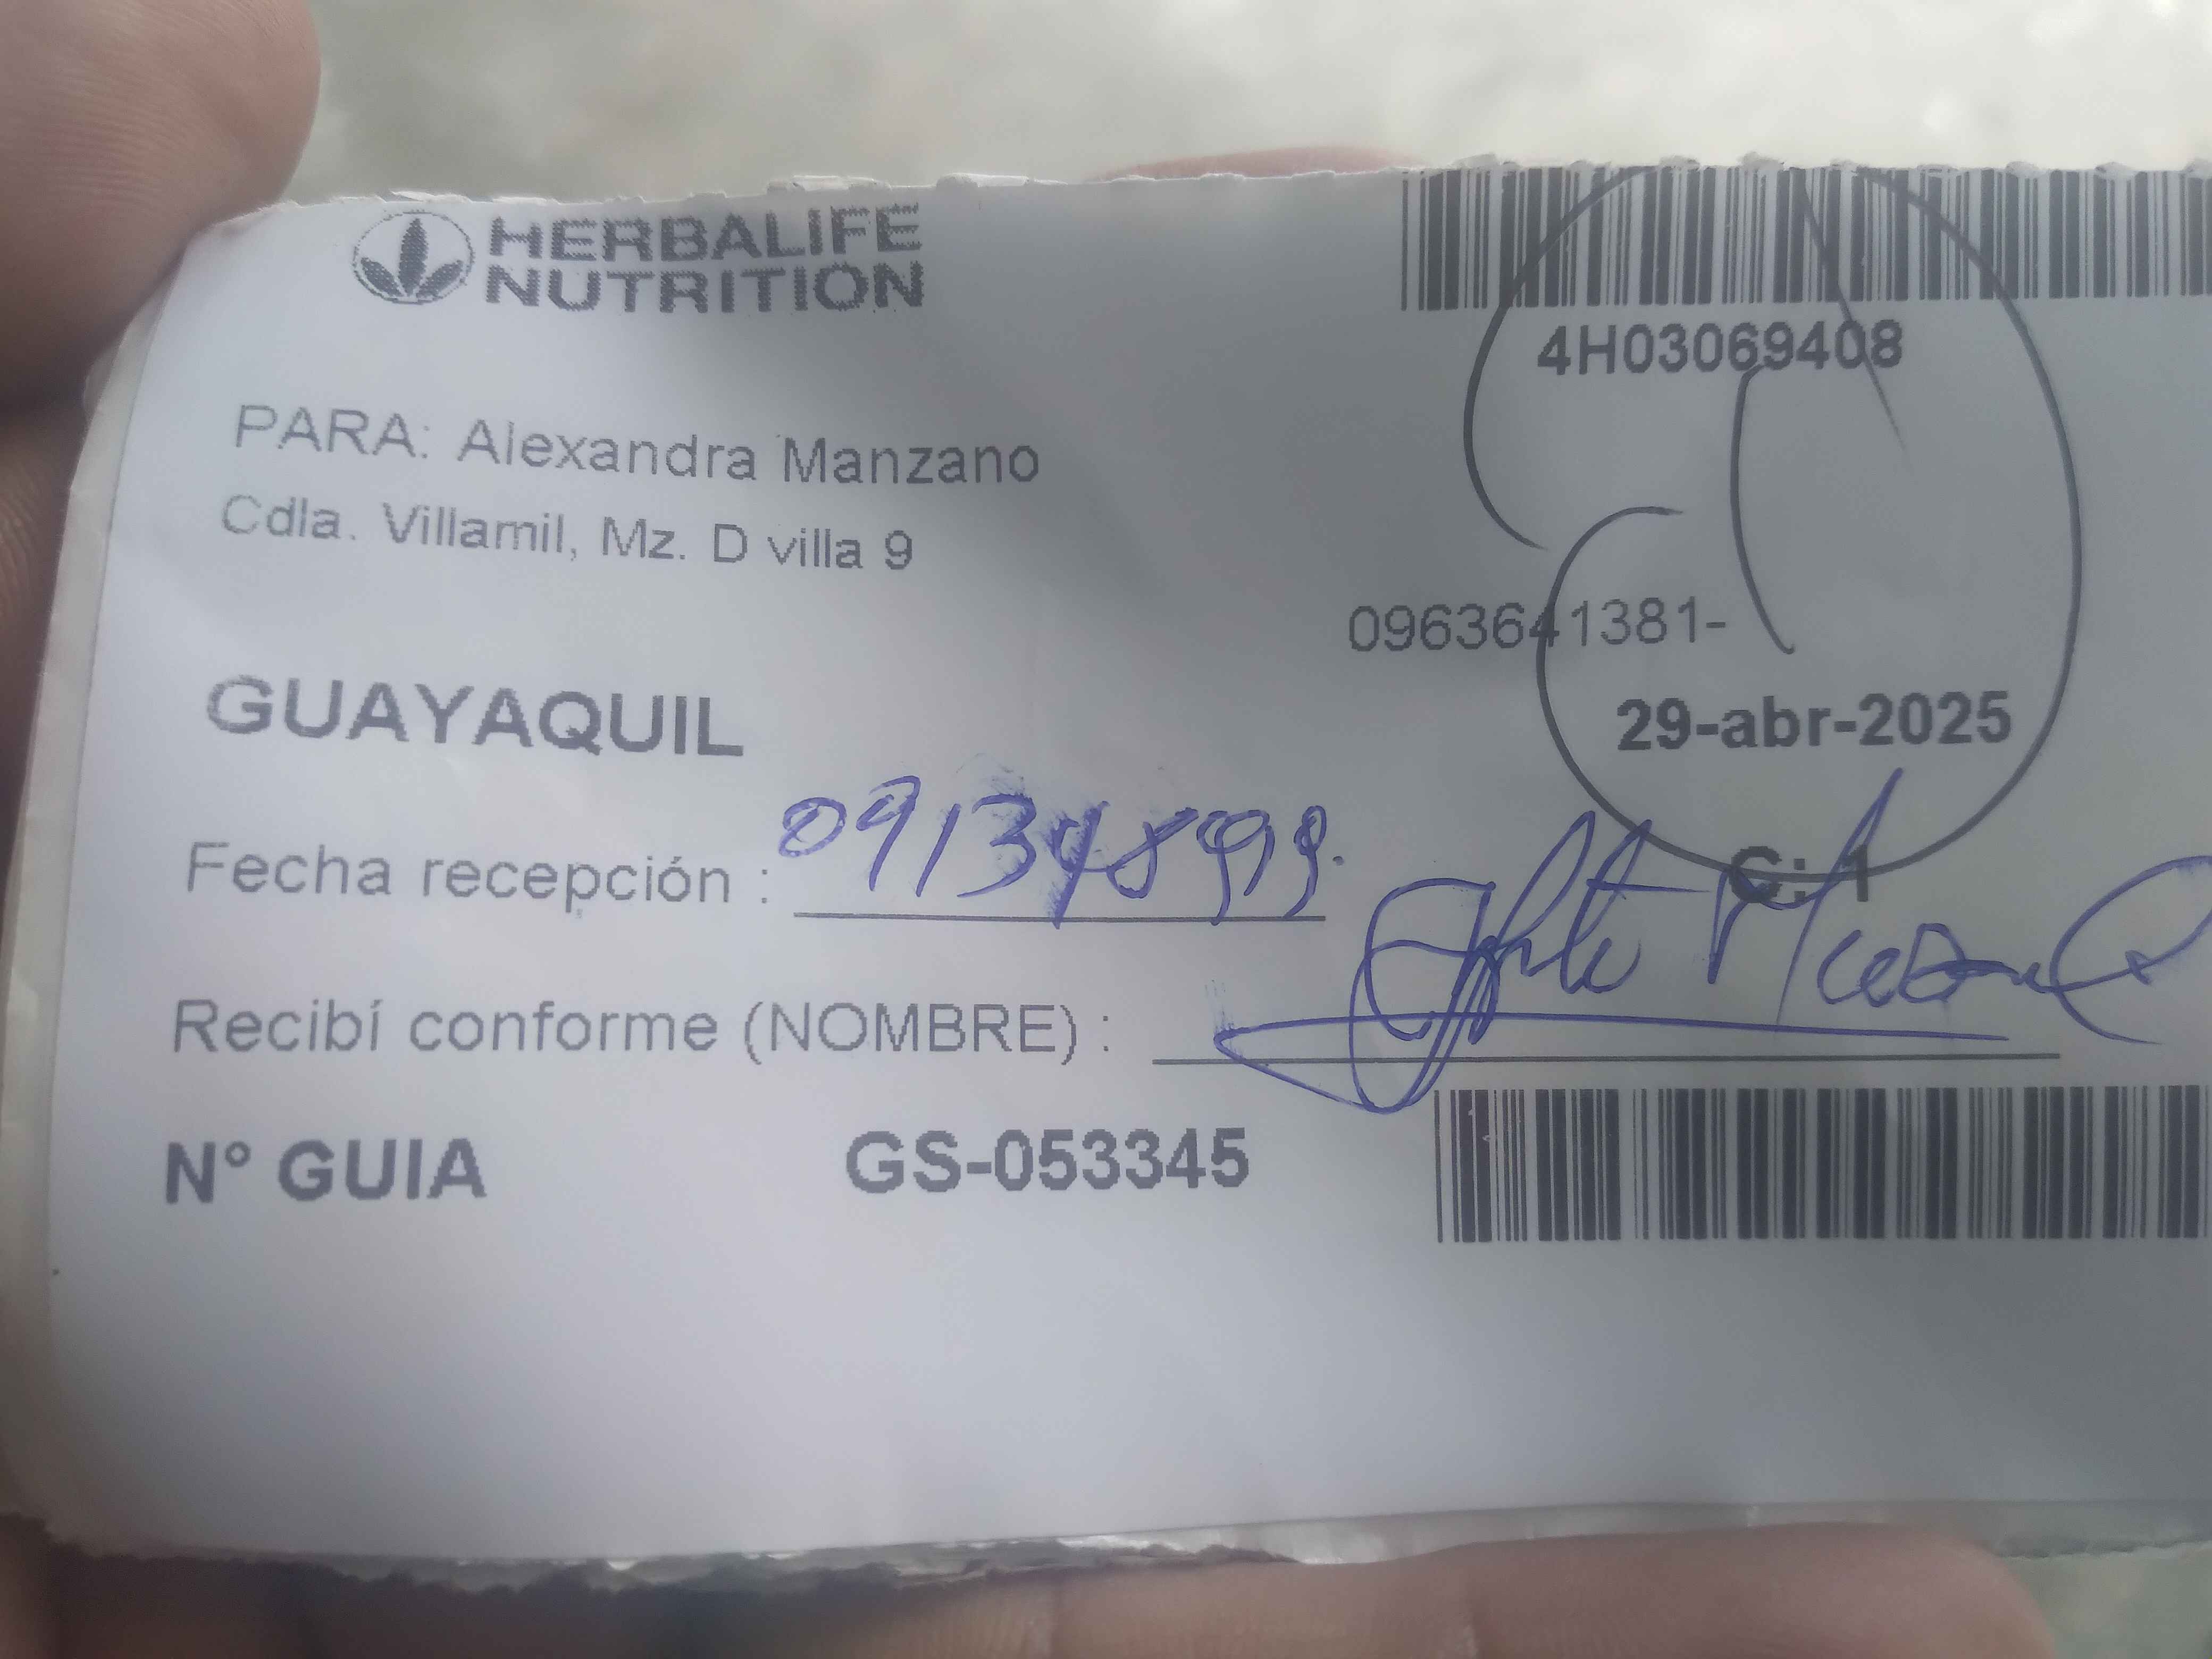 HERBALIFE
NUTRITION
4H03069408
PARA: Alexandra Manzano
Cdla. Villamil, Mz. D villa 9
0963641381-
GUAYAQUIL
29-abr-2025
C: 1
Fecha recepción :
Recibí conforme (NOMBRE) :
N° GUIA GS-053345